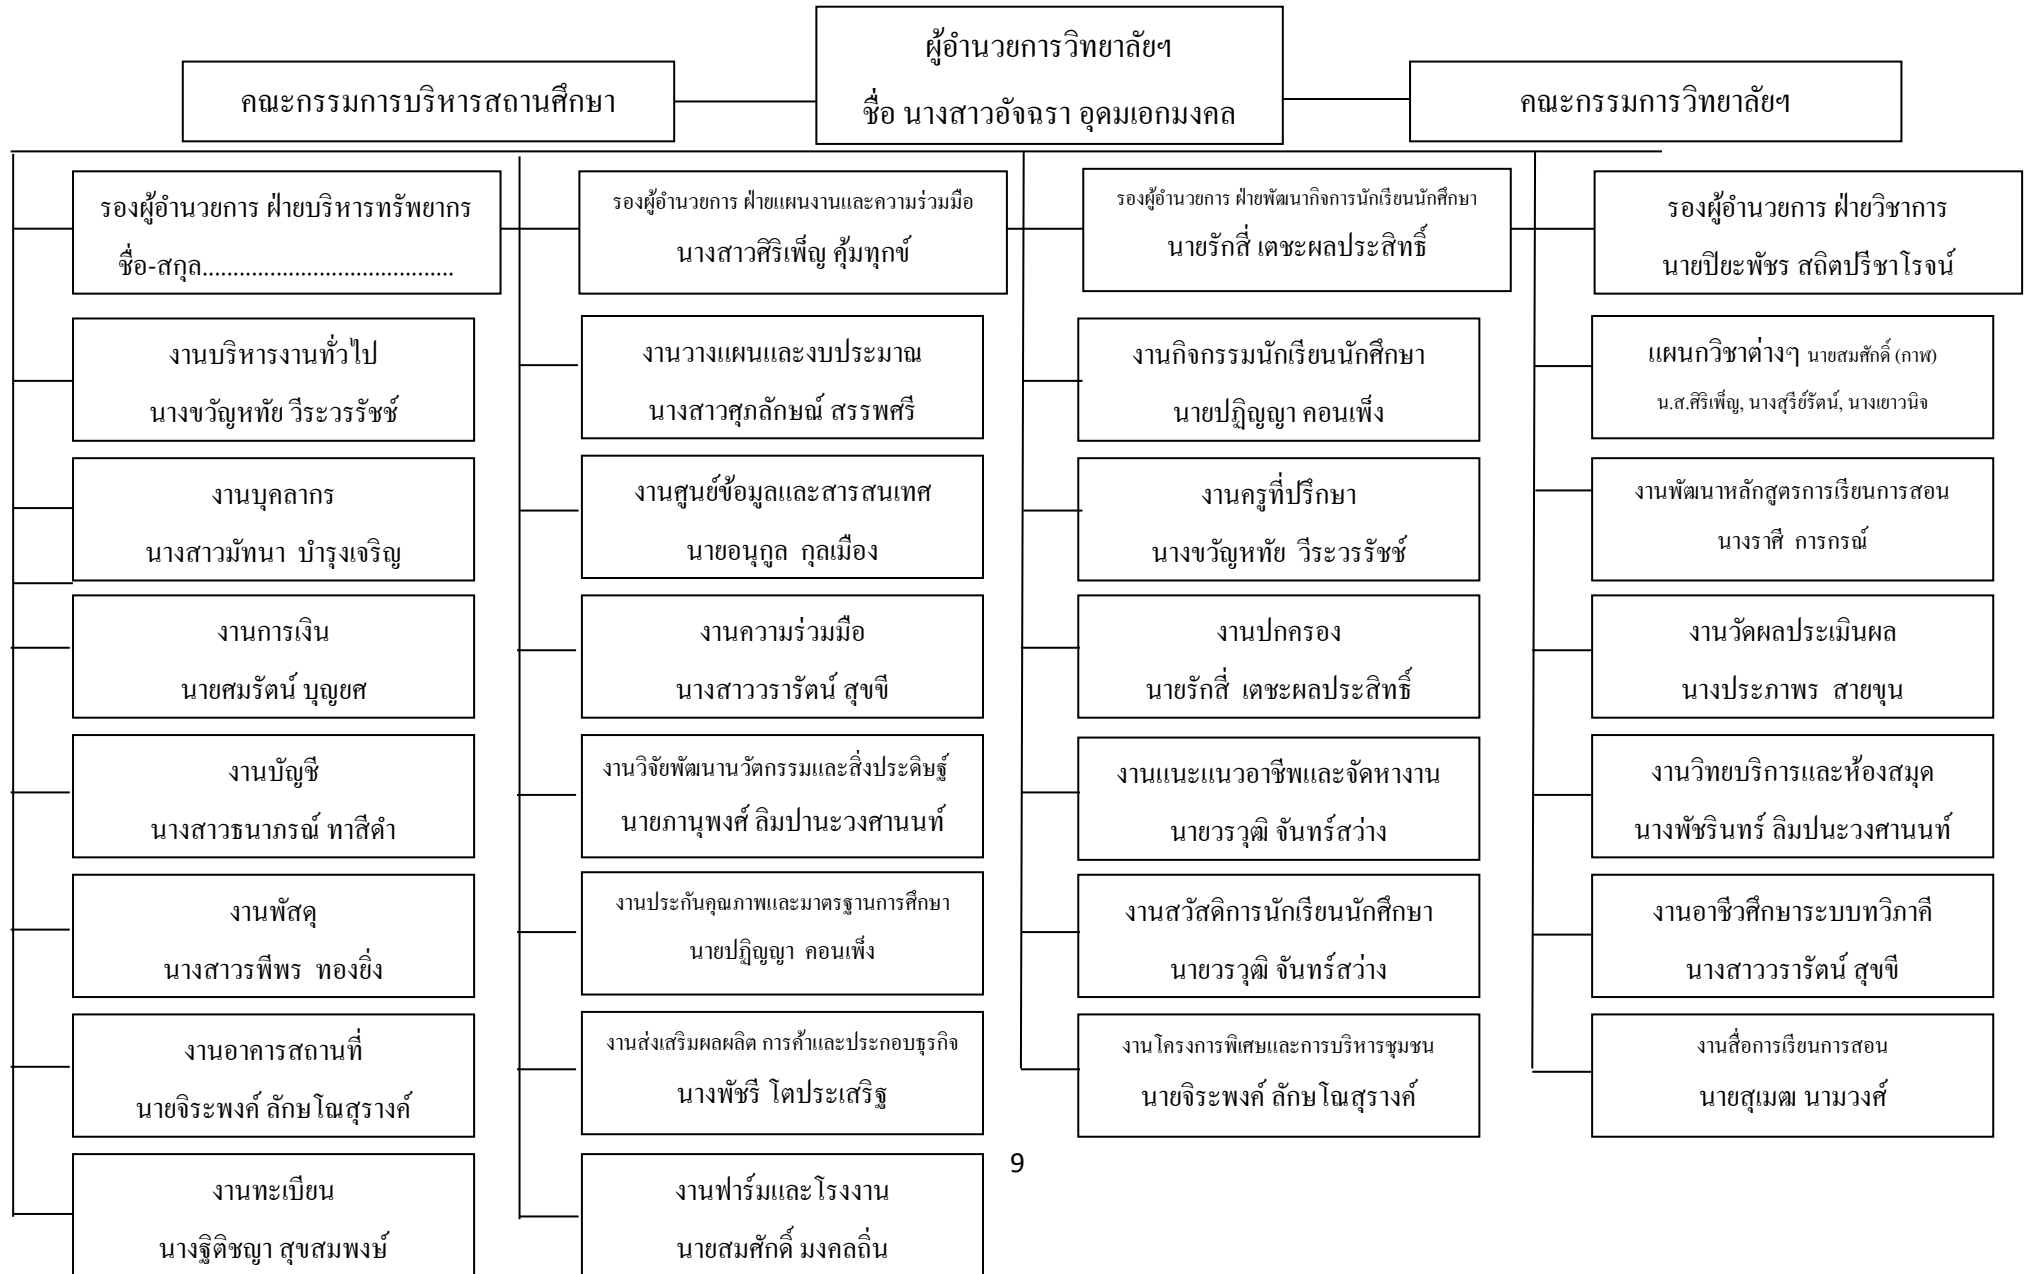 ผู้อำนวยการวิทยาลัยฯ
ชื่อ นางสาวอัจฉรา อุดมเอกมงคล
คณะกรรมการบริหารสถานศึกษา
คณะกรรมการวิทยาลัยฯ
รองผู้อำนวยการ ฝ่ายบริหารทรัพยากร
ชื่อ-สกุล.........................................
งานบริหารงานทั่วไป
นางขวัญหทัย วีระวรรัชช์
งานบุคลากร
นางสาวมัทนา บำรุงเจริญ
งานการเงิน
นายศมรัตน์ บุญยศ
งานบัญชี
นางสาวธนาภรณ์ ทาสีดำ
งานพัสดุ
นางสาวรพีพร ทองยิ่ง
งานอาคารสถานที่
นายจิระพงค์ ลักษโณสุรางค์
งานทะเบียน
นางฐิติชญา สุขสมพงษ์
รองผู้อำนวยการ ฝ่ายแผนงานและความร่วมมือ
นางสาวศิริเพ็ญ คุ้มทุกข์
งานวางแผนและงบประมาณ
นางสาวศุภลักษณ์ สรรพศรี
งานศูนย์ข้อมูลและสารสนเทศ
นายอนุกูล กุลเมือง
งานความร่วมมือ
นางสาววรารัตน์ สุขขี
งานวิจัยพัฒนานวัตกรรมและสิ่งประดิษฐ์
นายภานุพงศ์ ลิมปานะวงศานนท์
งานประกันคุณภาพและมาตรฐานการศึกษา
นายปฏิญญา คอนเพ็ง
งานส่งเสริมผลผลิต การค้าและประกอบธุรกิจ
นางพัชรี โตประเสริฐ
งานฟาร์มและโรงงาน
นายสมศักดิ์ มงคลถิ่น
รองผู้อำนวยการ ฝ่ายพัฒนากิจการนักเรียนนักศึกษา
นายรักสี่ เตชะผลประสิทธิ์
งานกิจกรรมนักเรียนนักศึกษา
นายปฏิญญา คอนเพ็ง
งานครูที่ปรึกษา
นางขวัญหทัย วีระวรรัชช์
งานปกครอง
นายรักสี่ เตชะผลประสิทธิ์
งานแนะแนวอาชีพและจัดหางาน
นายวรวุฒิ จันทร์สว่าง
งานสวัสดิการนักเรียนนักศึกษา
นายวรวุฒิ จันทร์สว่าง
งานโครงการพิเศษและการบริหารชุมชน
นายจิระพงค์ ลักษโณสุรางค์
รองผู้อำนวยการ ฝ่ายวิชาการ
นายปิยะพัชร สถิตปรีชาโรจน์
แผนกวิชาต่างๆ นายสมศักดิ์ (กาฬ)
น.ส.ศิริเพ็ญ, นางสุรีย์รัตน์, นางเยาวนิจ
งานพัฒนาหลักสูตรการเรียนการสอน
นางราศี การกรณ์
งานวัดผลประเมินผล
นางประภาพร สายขุน
งานวิทยบริการและห้องสมุด
นางพัชรินทร์ ลิมปนะวงศานนท์
งานอาชีวศึกษาระบบทวิภาคี
นางสาววรารัตน์ สุขขี
งานสื่อการเรียนการสอน
นายสุเมฒ นามวงศ์
9